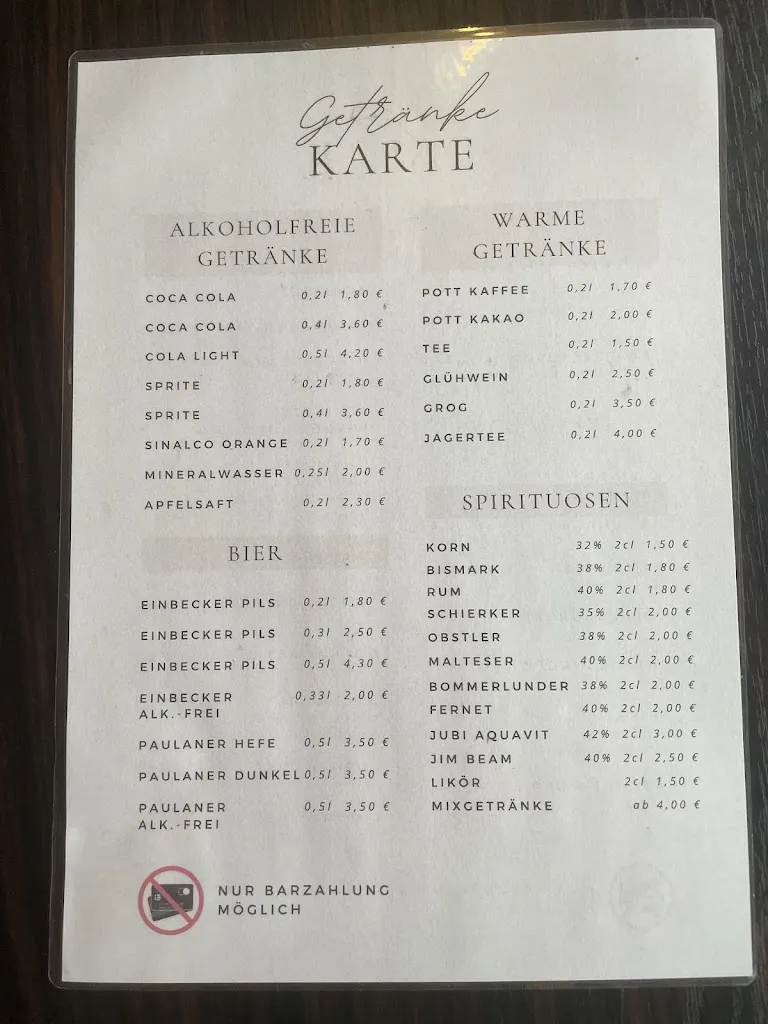 Getränke
KARTE
ALKOHOLFREIE
GETRÄNKE
COCA COLA 0,2l 1,80 €
COCA COLA 0,4l 3,60 €
COLA LIGHT 0,5l 4,20 €
SPRITE 0,2l 1,80 €
SPRITE 0,4l 3,60 €
SINALCO ORANGE 0,2l 1,70 €
MINERALWASSER 0,25l 2,00 €
APFELSAFT 0,2l 2,30 €
BIER
EINBECKER PILS 0,2l 1,80 €
EINBECKER PILS 0,3l 2,50 €
EINBECKER PILS 0,5l 4,30 €
EINBECKER 0,33l 2,00 €
ALK.-FREI
PAULANER HEFE 0,5l 3,50 €
PAULANER DUNKEL 0,5l 3,50 €
PAULANER 0,5l 3,50 €
ALK.-FREI
NUR BARZAHLUNG
MÖGLICH
WARME
GETRÄNKE
POTT KAFFEE 0,2l 1,70 €
POTT KAKAO 0,2l 2,00 €
TEE 0,2l 1,50 €
GLÜHWEIN 0,2l 2,50 €
GROG 0,2l 3,50 €
JAGERTEE 0,2l 4,00 €
SPIRITUOSEN
KORN 32% 2cl 1,50 €
BISMARK 38% 2cl 1,80 €
RUM 40% 2cl 1,80 €
SCHIERKER 35% 2cl 2,00 €
OBSTLER 38% 2cl 2,00 €
MALTESER 40% 2cl 2,00 €
BOMMERLUNDER 38% 2cl 2,00 €
FERNET 40% 2cl 2,00 €
JUBI AQUAVIT 42% 2cl 3,00 €
JIM BEAM 40% 2cl 2,50 €
LIKÖR 2cl 1,50 €
MIXGETRÄNKE ab 4,00 €